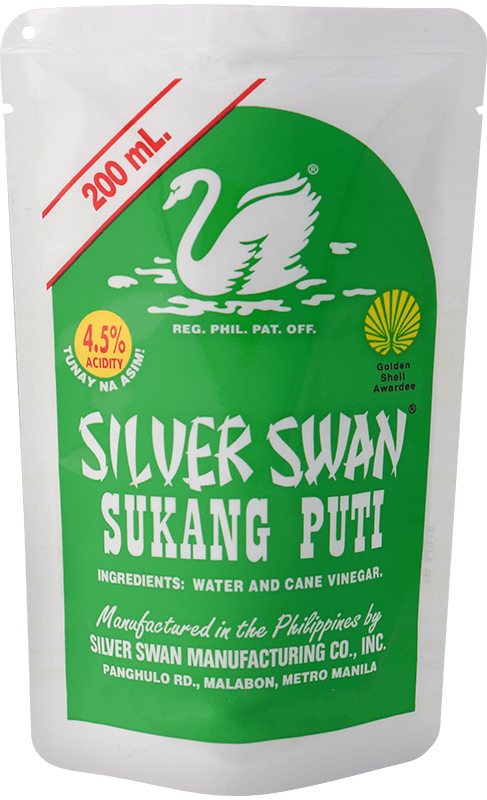 200 mL.
®
REG. PHIL. PAT. OFF.
4.5%
ACIDITY
TUNAY NA ASIM!
Golden
Shell
Awardee
SILVER SWAN®
SUKANG PUTI
INGREDIENTS: WATER AND CANE VINEGAR.
Manufactured in the Philippines by
SILVER SWAN MANUFACTURING CO., INC.
PANGHULO RD., MALABON, METRO MANILA